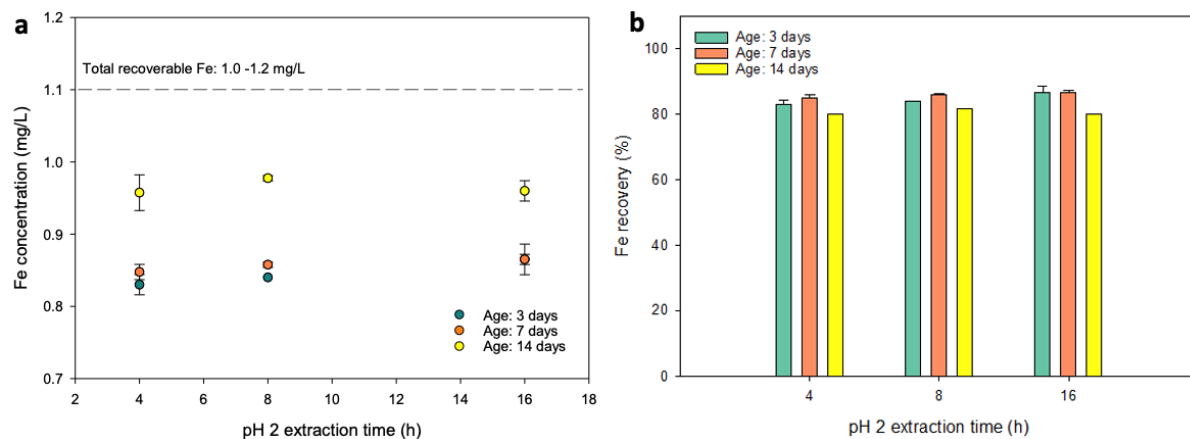 a
1.2
1.1
1.0
0.9
0.8
0.7
Fe concentration (mg/L)
Total recoverable Fe: 1.0 -1.2 mg/L
Age: 3 days
Age: 7 days
Age: 14 days
2 4 6 8 10 12 14 16 18
pH 2 extraction time (h)
b
100
80
60
40
20
0
Fe recovery (%)
Age: 3 days
Age: 7 days
Age: 14 days
4 8 16
pH 2 extraction time (h)